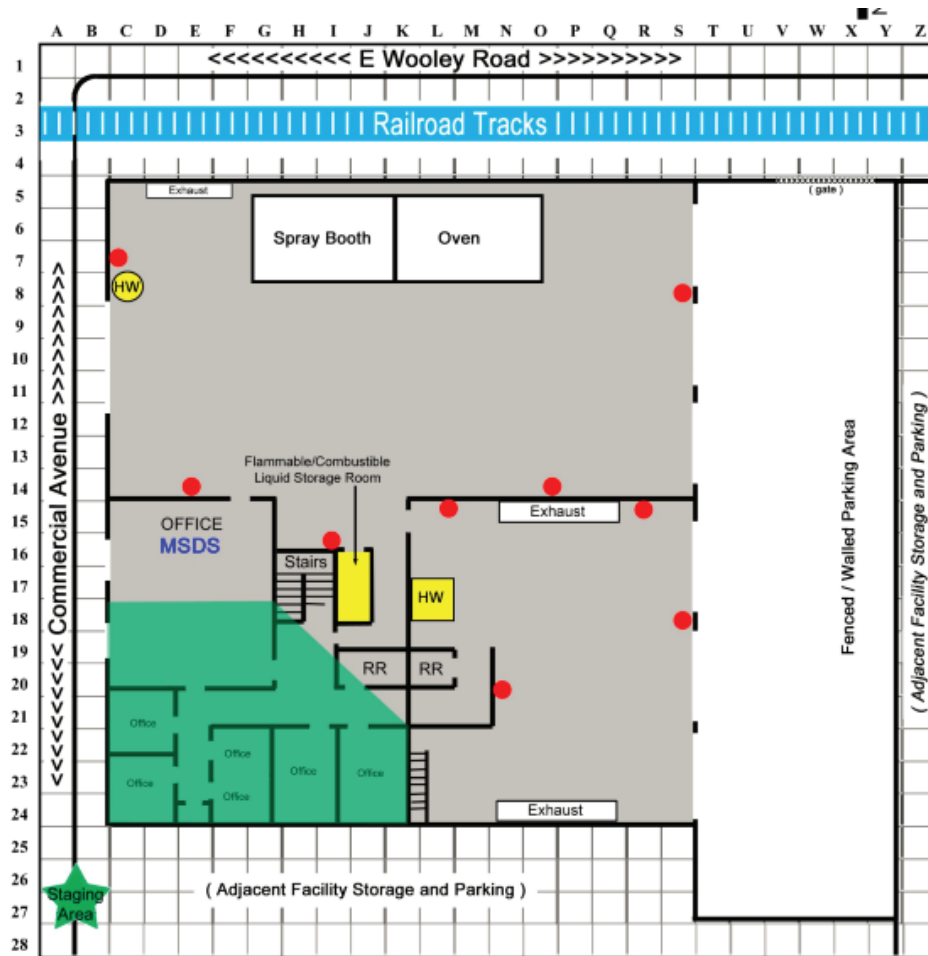 Z
A B C D E F G H I J K L M N O P Q R S T U V W X Y Z
<<<<<<<<<< E Wooley Road >>>>>>>>>>
Railroad Tracks
1
2
3
4
5
6
7
8
9
10
11
12
13
14
15
16
17
18
19
20
21
22
23
24
25
26
27
28
Exhaust
( gate )
Spray Booth
Oven
HW
<<<<<<<<<< Commercial Avenue >>>>>>>>>>
Flammable/Combustible
Liquid Storage Room
OFFICE
MSDS
Exhaust
Stairs
HW
RR
RR
Office
Office
Office
Office
Office
Office
Exhaust
Fenced / Walled Parking Area
( Adjacent Facility Storage and Parking )
Staging
Area
( Adjacent Facility Storage and Parking )